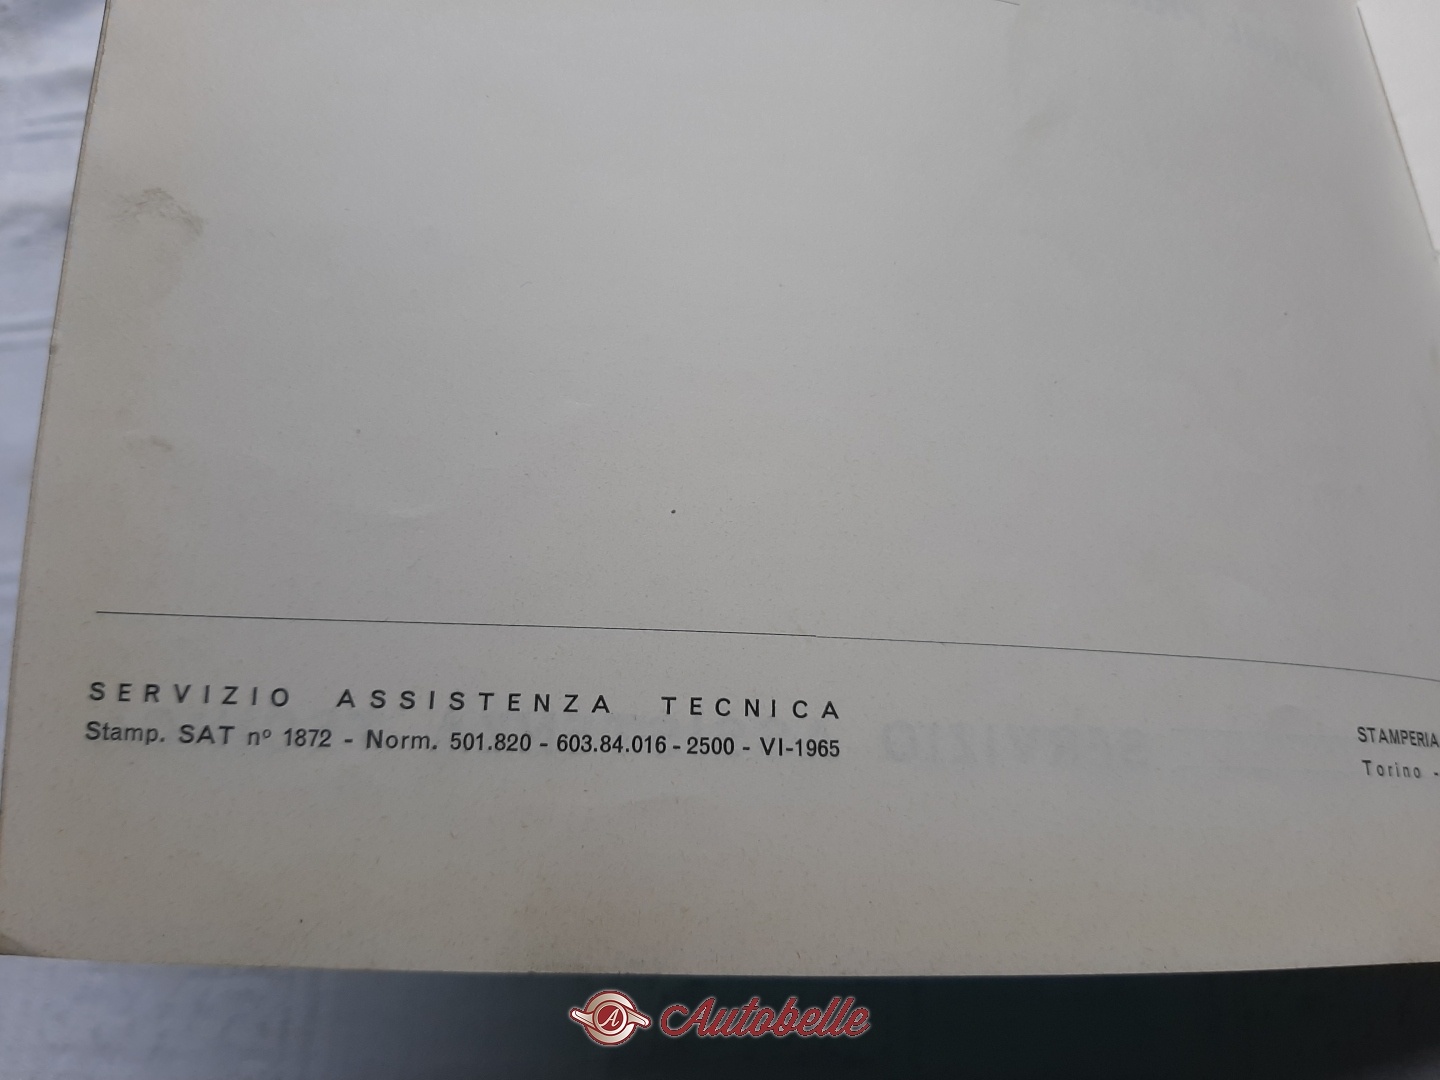 SERVIZIO ASSISTENZA TECNICA
Stamp. SAT nº 1872 - Norm. 501.820 - 603.84.016 - 2500 - VI-1965
STAMPERIA
Torino -
SERVIZIO
A Autobelle